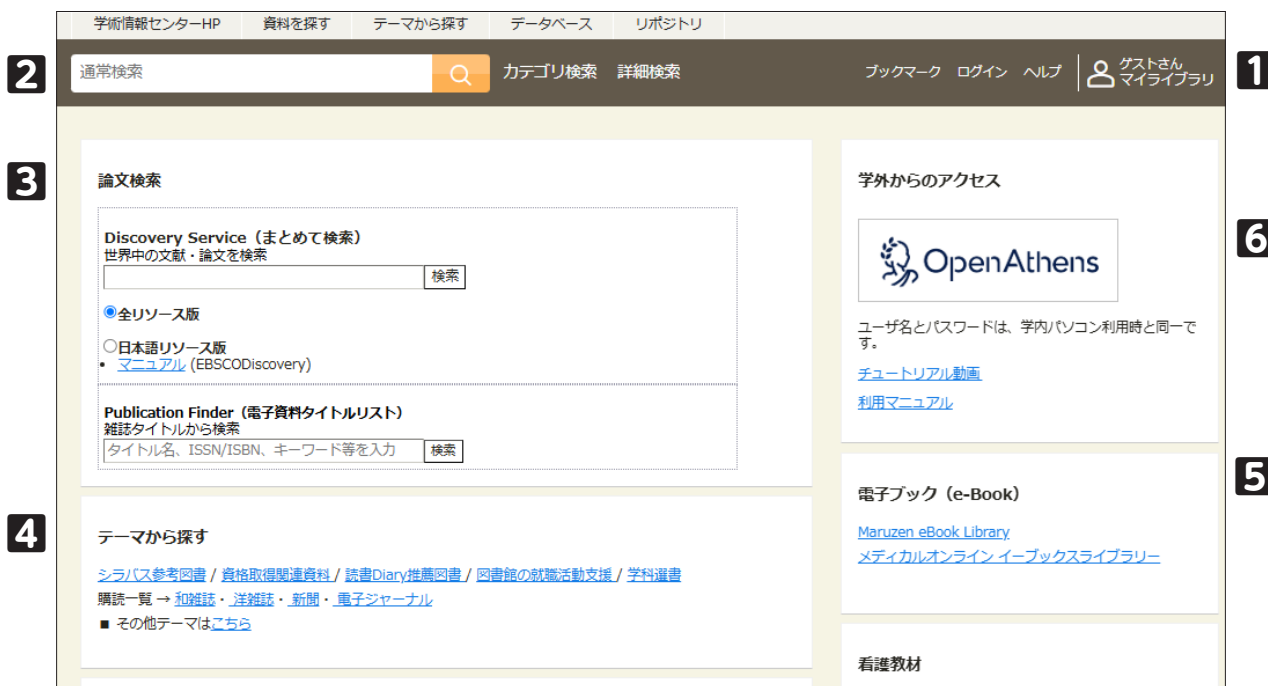 学術情報センターHP 資料を探す テーマから探す データベース リポジトリ
2
通常検索
カテゴリ検索 詳細検索
ブックマーク ログイン ヘルプ
ゲストさん
マイライブラリ
1
3
論文検索
Discovery Service（まとめて検索）
世界中の文献・論文を検索
検索
全リソース版
日本語リソース版
• マニュアル (EBSCODiscovery)
Publication Finder（電子資料タイトルリスト）
雑誌タイトルから検索
タイトル名、ISSN/ISBN、キーワード等を入力 検索
4
テーマから探す
シラバス参考図書 / 資格取得関連資料 / 読書Diary推薦図書 / 図書館の就職活動支援 / 学科選書
購読一覧 → 和雑誌・ 洋雑誌・ 新聞・ 電子ジャーナル
■ その他テーマはこちら
学外からのアクセス
6
OpenAthens
ユーザ名とパスワードは、学内パソコン利用時と同一で
す。
チュートリアル動画
利用マニュアル
5
電子ブック（e-Book）
Maruzen eBook Library
メディカルオンライン イーブックスライブラリー
看護教材